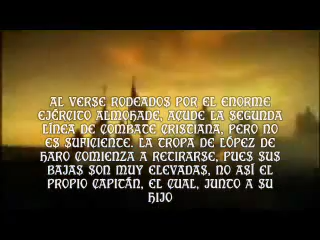 AL VERSE RODEADOS POR EL ENORME
EJÉRCITO ALMOHADE, ACUDE LA SEGUNDA
LÍNEA DE COMBATE CRISTIANA, PERO NO
ES SUFICIENTE. LA TROPA DE LÓPEZ DE
HARO COMIENZA A RETIRARSE, PUES SUS
BAJAS SON MUY ELEVADAS, NO ASÍ EL
PROPIO CAPITÁN, EL CUAL, JUNTO A SU
HIJO